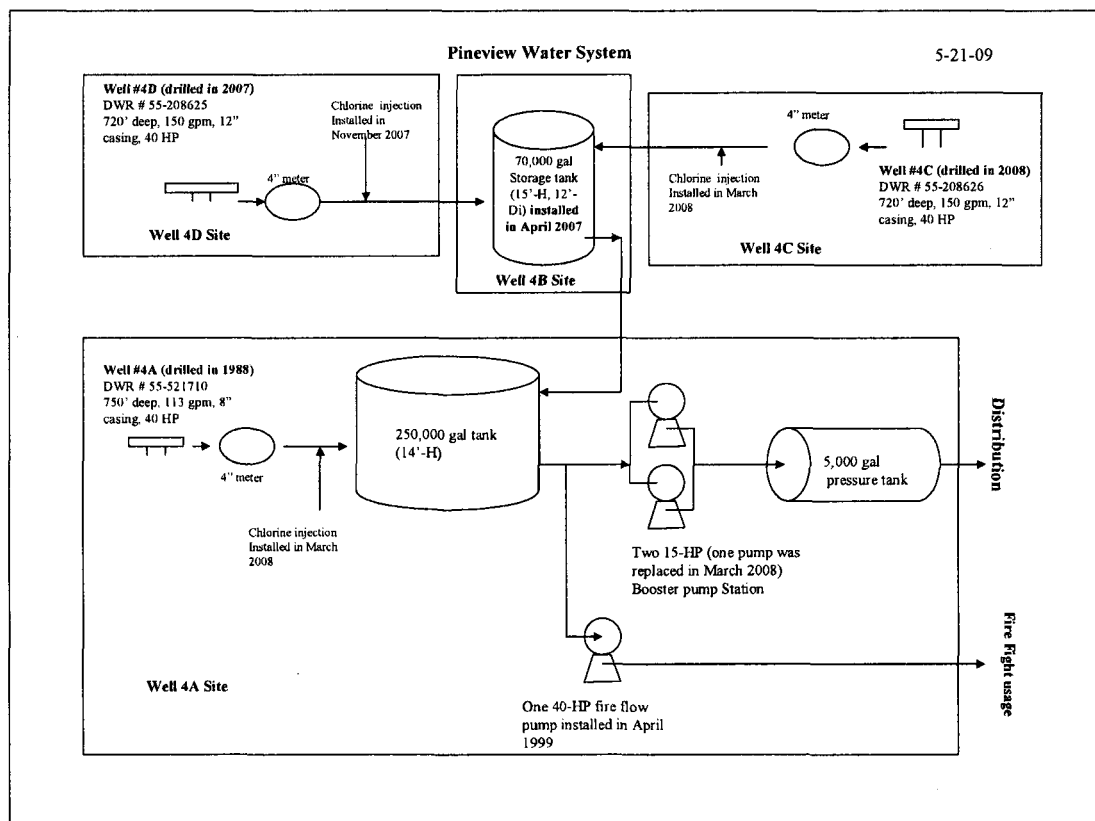 Pineview Water System
5-21-09
Well #4D (drilled in 2007)
DWR # 55-208625
720' deep, 150 gpm, 12"
casing, 40 HP
Chlorine injection
Installed in
November 2007
4" meter
Well 4D Site
70,000 gal
Storage tank
(15'-H, 12'-
Di) installed
in April 2007
Well 4B Site
4" meter
Chlorine injection
Installed in March
2008
Well #4C (drilled in 2008)
DWR # 55-208626
720' deep, 150 gpm, 12"
casing, 40 HP
Well 4C Site
Well #4A (drilled in 1988)
DWR # 55-521710
750' deep, 113 gpm, 8"
casing, 40 HP
4" meter
Chlorine injection
Installed in March
2008
250,000 gal tank
(14'-H)
5,000 gal
pressure tank
Distribution
Two 15-HP (one pump was
replaced in March 2008)
Booster pump Station
Fire Fight usage
Well 4A Site
One 40-HP fire flow
pump installed in April
1999